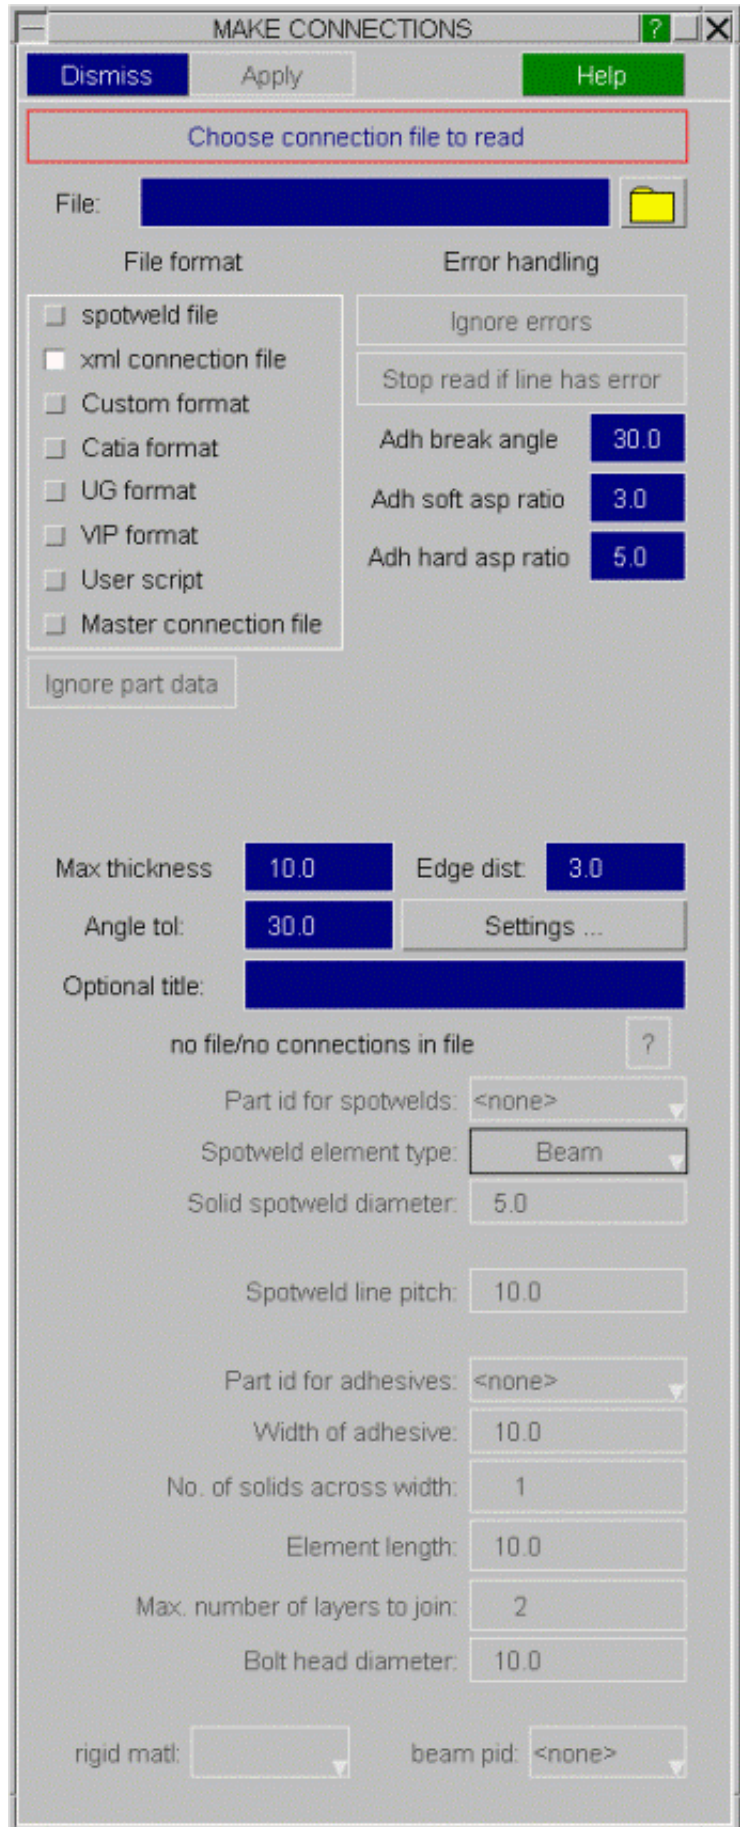 MAKE CONNECTIONS ?
Dismiss Apply Help
Choose connection file to read
File:
File format Error handling
spotweld file
Ignore errors
xml connection file
Stop read if line has error
Custom format
Adh break angle 30.0
Catia format
UG format
Adh soft asp ratio 3.0
VIP format
Adh hard asp ratio 5.0
User script
Master connection file
Ignore part data
Max thickness 10.0 Edge dist: 3.0
Angle tol: 30.0 Settings ...
Optional title:
no file/no connections in file ?
Part id for spotwelds: <none>
Spotweld element type: Beam
Solid spotweld diameter: 5.0
Spotweld line pitch: 10.0
Part id for adhesives: <none>
Width of adhesive: 10.0
No. of solids across width: 1
Element length: 10.0
Max. number of layers to join: 2
Bolt head diameter: 10.0
rigid matl: beam pid: <none>